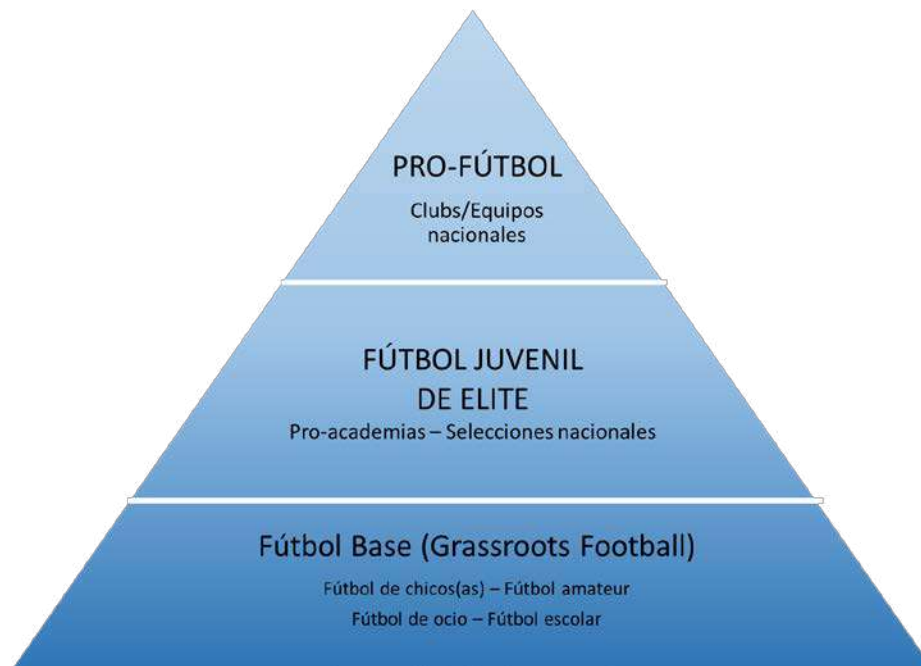 PRO-FÚTBOL
Clubs/Equipos
nacionales
FÚTBOL JUVENIL
DE ELITE
Pro-academias – Selecciones nacionales
Fútbol Base (Grassroots Football)
Fútbol de chicos(as) – Fútbol amateur
Fútbol de ocio – Fútbol escolar